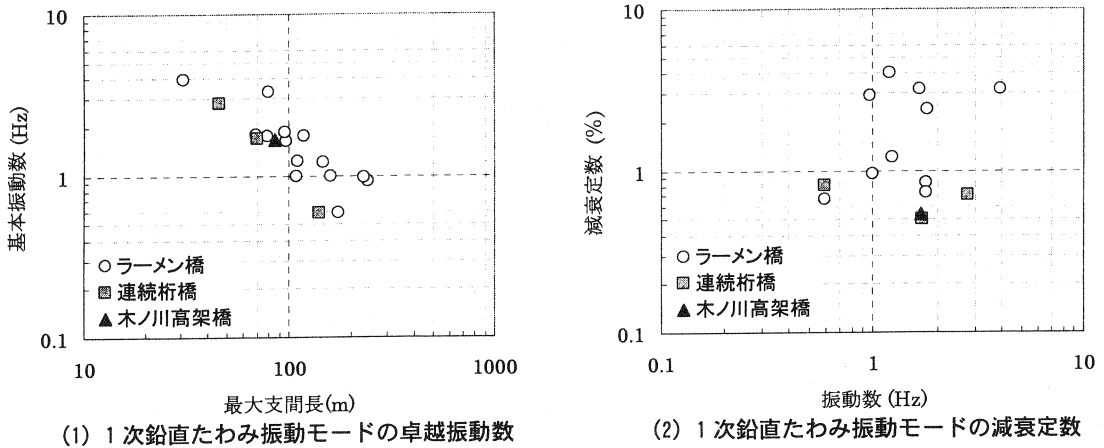 10
1
0.1
基本振動数 (Hz)
○ ラーメン橋
連続桁橋
▲ 木ノ川高架橋
10
100
1000
最大支間長(m)
(1) 1次鉛直たわみ振動モードの卓越振動数
10
1
0.1
減衰定数 (%)
○ ラーメン橋
連続桁橋
▲ 木ノ川高架橋
0.1
1
10
振動数 (Hz)
(2) 1次鉛直たわみ振動モードの減衰定数